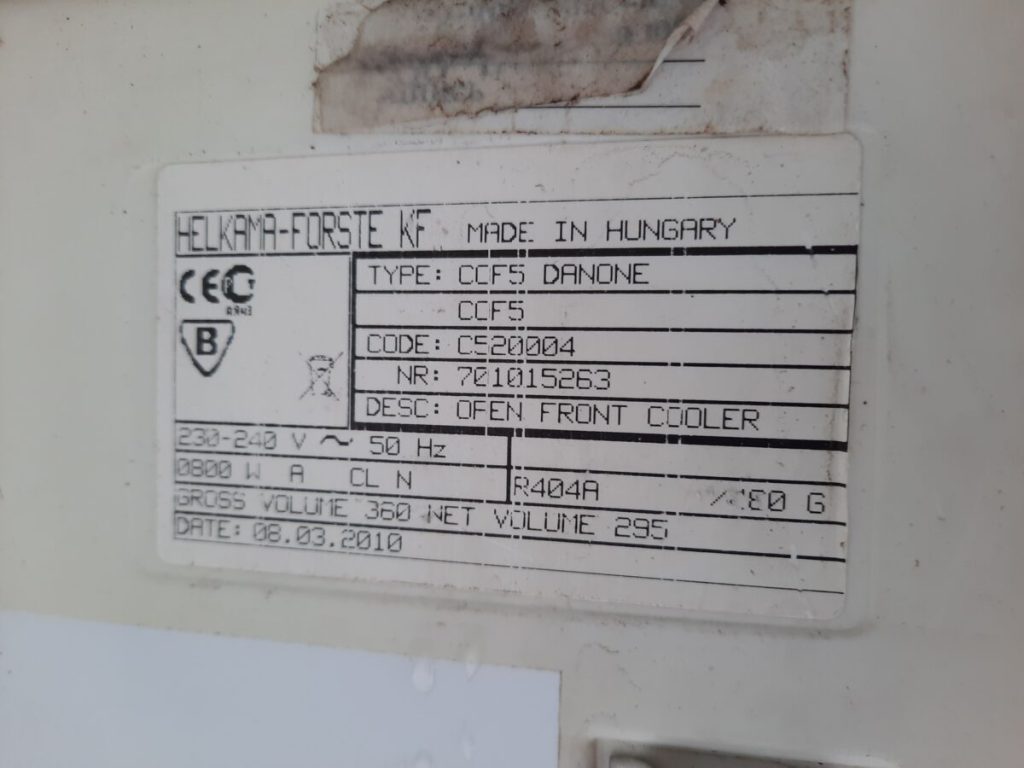 HELKAMA-FORSTE KF MADE IN HUNGARY
TYPE: CCF5 DANONE
CCF5
CODE: C520004
NR: 701015263
DESC: OPEN FRONT COOLER
CE
B
230-240 V ~ 50 Hz
0800 W A CL N
R404A G
GROSS VOLUME 360 NET VOLUME 295
DATE: 08.03.2010